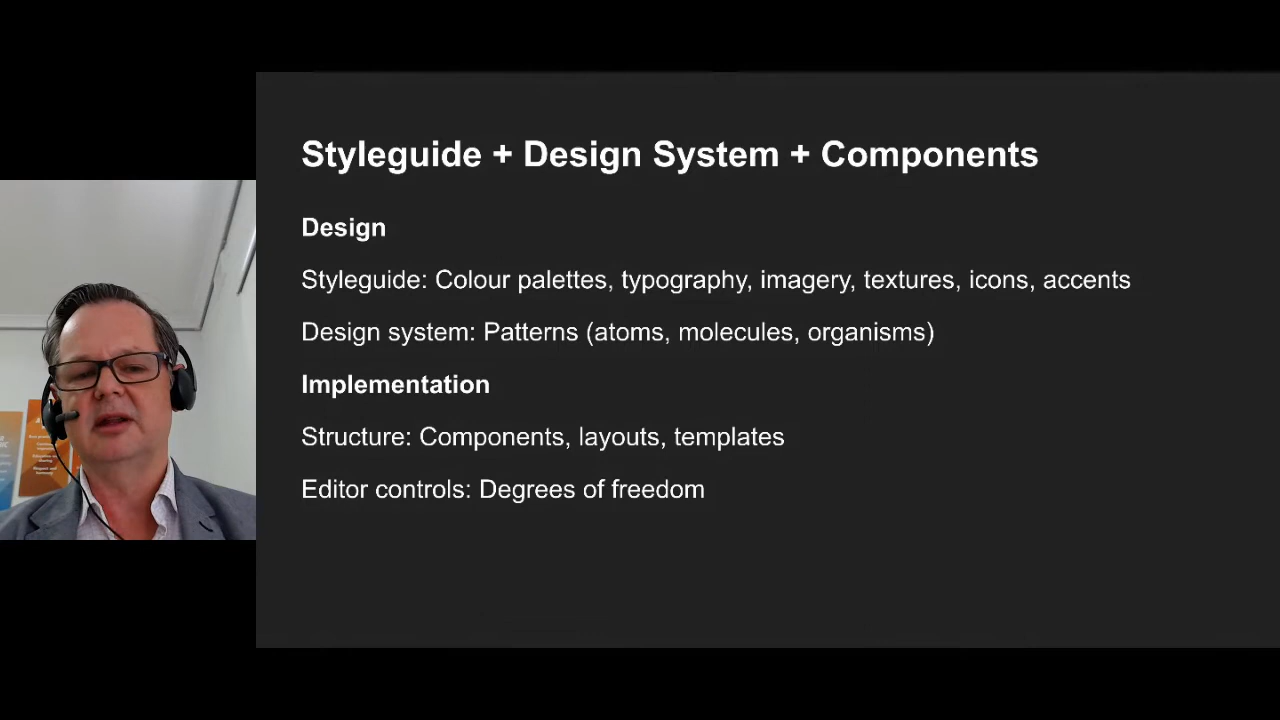 Styleguide + Design System + Components
Design
Styleguide: Colour palettes, typography, imagery, textures, icons, accents
Design system: Patterns (atoms, molecules, organisms)
Implementation
Structure: Components, layouts, templates
Editor controls: Degrees of freedom